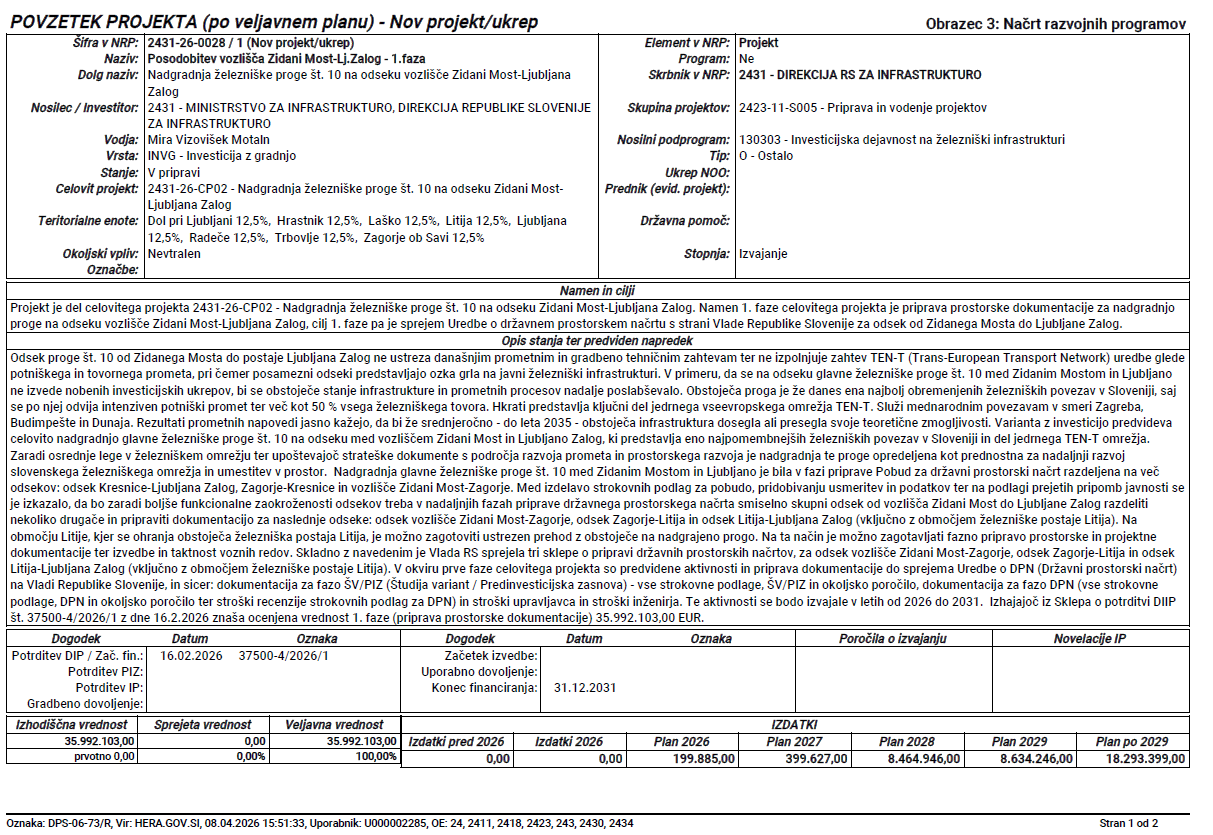 POVZETEK PROJEKTA (po veljavnem planu) - Nov projekt/ukrep
Obrazec 3: Načrt razvojnih programov
Šifra v NRP: 2431-26-0028 / 1 (Nov projekt/ukrep)
Naziv: Posodobitev vozlišča Zidani Most-Lj.Zalog - 1.faza
Dolg naziv: Nadgradnja železniške proge št. 10 na odseku vozlišče Zidani Most-Ljubljana
Zalog
Nosilec / Investitor: 2431 - MINISTRSTVO ZA INFRASTRUKTURO, DIREKCIJA REPUBLIKE SLOVENIJE
ZA INFRASTRUKTURO
Vodja: Mira Vizovišek Motaln
Vrsta: INVG - Investicija z gradnjo
Stanje: V pripravi
Celovit projekt: 2431-26-CP02 - Nadgradnja železniške proge št. 10 na odseku Zidani Most-
Ljubljana Zalog
Teritorialne enote: Dol pri Ljubljani 12,5%, Hrastnik 12,5%, Laško 12,5%, Litija 12,5%, Ljubljana
12,5%, Radeče 12,5%, Trbovlje 12,5%, Zagorje ob Savi 12,5%
Okoljski vpliv: Nevtralen
Označbe:
Element v NRP: Projekt
Program: Ne
Skrbnik v NRP: 2431 - DIREKCIJA RS ZA INFRASTRUKTURO
Skupina projektov: 2423-11-S005 - Priprava in vodenje projektov
Nosilni podprogram: 130303 - Investicijska dejavnost na železniški infrastrukturi
Tip: O - Ostalo
Ukrep NOO:
Prednik (evid. projekt):
Državna pomoč:
Stopnja: Izvajanje
Namen in cilji
Projekt je del celovitega projekta 2431-26-CP02 - Nadgradnja železniške proge št. 10 na odseku Zidani Most-Ljubljana Zalog. Namen 1. faze celovitega projekta je priprava prostorske dokumentacije za nadgradnjo
proge na odseku vozlišče Zidani Most-Ljubljana Zalog, cilj 1. faze pa je sprejem Uredbe o državnem prostorskem načrtu s strani Vlade Republike Slovenije za odsek od Zidanega Mosta do Ljubljane Zalog.
Opis stanja ter predviden napredek
Odsek proge št. 10 od Zidanega Mosta do postaje Ljubljana Zalog ne ustreza današnjim prometnim in gradbeno tehničnim zahtevam ter ne izpolnjuje zahtev TEN-T (Trans-European Transport Network) uredbe glede
potniškega in tovornega prometa, pri čemer posamezni odseki predstavljajo ozka grla na javni železniški infrastrukturi. V primeru, da se na odseku glavne železniške proge št. 10 med Zidanim Mostom in Ljubljano
ne izvede nobenih investicijskih ukrepov, bi se obstoječe stanje infrastrukture in prometnih procesov nadalje poslabševalo. Obstoječa proga je že danes ena najbolj obremenjenih železniških povezav v Sloveniji, saj
se po njej odvija intenziven potniški promet ter več kot 50 % vsega železniškega tovora. Hkrati predstavlja ključni del jedrnega vseevropskega omrežja TEN-T. Služi mednarodnim povezavam v smeri Zagreba,
Budimpešte in Dunaja. Rezultati prometnih napovedi jasno kažejo, da bi že srednjeročno - do leta 2035 - obstoječa infrastruktura dosegla ali presegla svoje teoretične zmogljivosti. Varianta z investicijo predvideva
celovito nadgradnjo glavne železniške proge št. 10 na odseku med vozliščem Zidani Most in Ljubljano Zalog, ki predstavlja eno najpomembnejših železniških povezav v Sloveniji in del jedrnega TEN-T omrežja.
Zaradi osrednje lege v železniškem omrežju ter upoštevajoč strateške dokumente s področja razvoja prometa in prostorskega razvoja je nadgradnja te proge opredeljena kot prednostna za nadaljnji razvoj
slovenskega železniškega omrežja in umestitev v prostor. Nadgradnja glavne železniške proge št. 10 med Zidanim Mostom in Ljubljano je bila v fazi priprave Pobud za državni prostorski načrt razdeljena na več
odsekov: odsek Kresnice-Ljubljana Zalog, Zagorje-Kresnice in vozlišče Zidani Most-Zagorje. Med izdelavo strokovnih podlag za pobudo, pridobivanju usmeritev in podatkov ter na podlagi prejetih pripomb javnosti se
je izkazalo, da bo zaradi boljše funkcionalne zaokroženosti odsekov treba v nadaljnjih fazah priprave državnega prostorskega načrta smiselno skupni odsek od vozlišča Zidani Most do Ljubljane Zalog razdeliti
nekoliko drugače in pripraviti dokumentacijo za naslednje odseke: odsek vozlišče Zidani Most-Zagorje, odsek Zagorje-Litija in odsek Litija-Ljubljana Zalog (vključno z območjem železniške postaje Litija). Na
območju Litije, kjer se ohranja obstoječa železniška postaja Litija, je možno zagotoviti ustrezen prehod z obstoječe na nadgrajeno progo. Na ta način je možno zagotavljati fazno pripravo prostorske in projektne
dokumentacije ter izvedbe in taktnost voznih redov. Skladno z navedenim je Vlada RS sprejela tri sklepe o pripravi državnih prostorskih načrtov, za odsek vozlišče Zidani Most-Zagorje, odsek Zagorje-Litija in odsek
Litija-Ljubljana Zalog (vključno z območjem železniške postaje Litija). V okviru prve faze celovitega projekta so predvidene aktivnosti in priprava dokumentacije do sprejema Uredbe o DPN (Državni prostorski načrt)
na Vladi Republike Slovenije, in sicer: dokumentacija za fazo ŠV/PIZ (Študija variant / Predinvesticijska zasnova) - vse strokovne podlage, ŠV/PIZ in okoljsko poročilo, dokumentacija za fazo DPN (vse strokovne
podlage, DPN in okoljsko poročilo ter stroški recenzije strokovnih podlag za DPN) in stroški upravljavca in stroški inženirja. Te aktivnosti se bodo izvajale v letih od 2026 do 2031. Izhajajoč iz Sklepa o potrditvi DIIP
št. 37500-4/2026/1 z dne 16.2.2026 znaša ocenjena vrednost 1. faze (priprava prostorske dokumentacije) 35.992.103,00 EUR.
Dogodek Datum Oznaka Dogodek Datum Oznaka Poročila o izvajanju Novelacije IP
Potrditev DIP / Zač. fin.: 16.02.2026 37500-4/2026/1 Začetek izvedbe:
Potrditev PIZ: Uporabno dovoljenje:
Potrditev IP: Konec financiranja: 31.12.2031
Gradbeno dovoljenje:
Izhodiščna vrednost Sprejeta vrednost Veljavna vrednost IZDATKI
35.992.103,00 0,00 35.992.103,00 Izdatki pred 2026 Izdatki 2026 Plan 2026 Plan 2027 Plan 2028 Plan 2029 Plan po 2029
prvotno 0,00 0,00% 100,00% 0,00 0,00 199.885,00 399.627,00 8.464.946,00 8.634.246,00 18.293.399,00
Oznaka: DPS-06-73/R, Vir: HERA.GOV.SI, 08.04.2026 15:51:33, Uporabnik: U000002285, OE: 24, 2411, 2418, 2423, 243, 2430, 2434
Stran 1 od 2